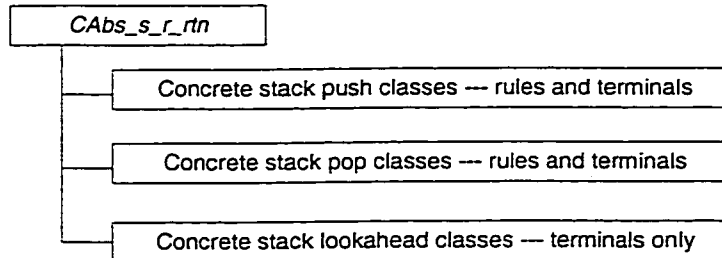 CAbs_s_r_rtn
Concrete stack push classes --- rules and terminals
Concrete stack pop classes --- rules and terminals
Concrete stack lookahead classes --- terminals only